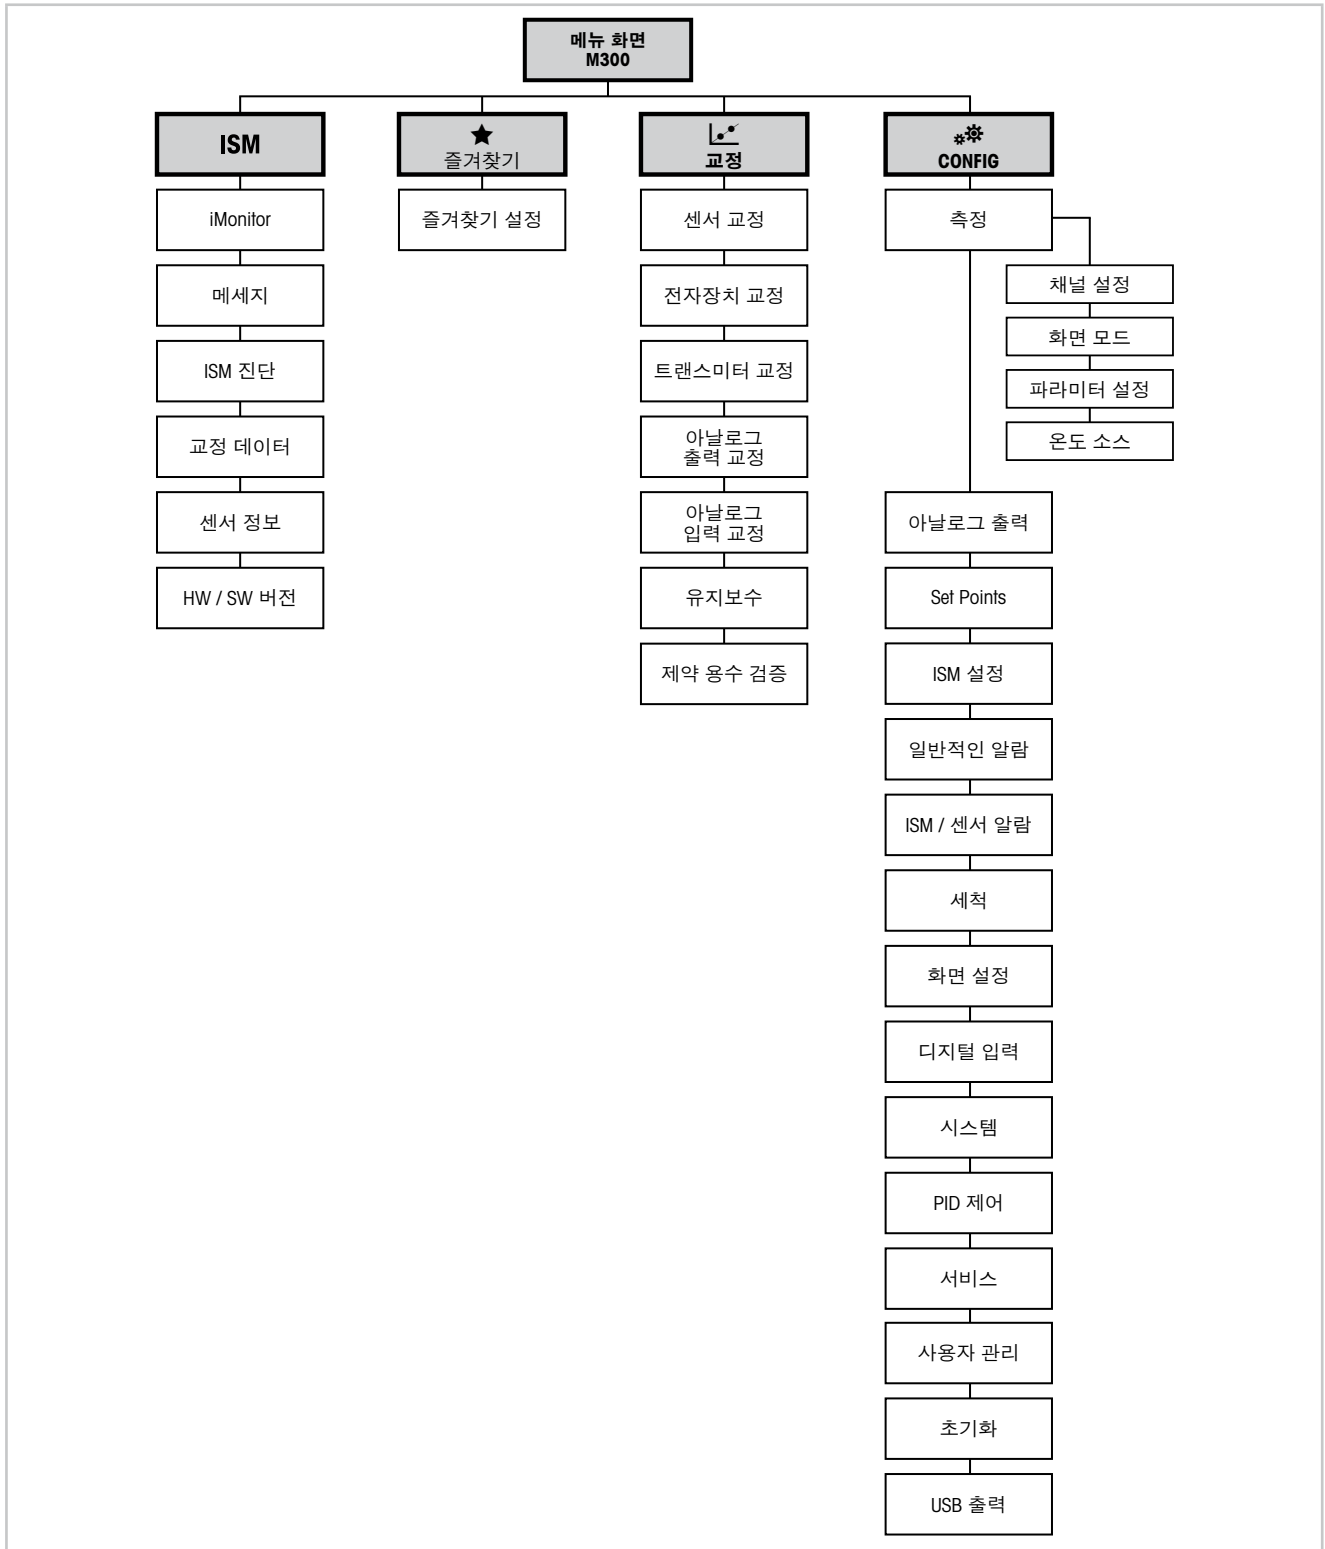 메뉴 화면
M300
ISM
iMonitor
메세지
ISM 진단
교정 데이터
센서 정보
HW / SW 버전
즐겨찾기
즐겨찾기 설정
교정
센서 교정
전자장치 교정
트랜스미터 교정
아날로그
출력 교정
아날로그
입력 교정
유지보수
제약 용수 검증
CONFIG
측정
채널 설정
화면 모드
파라미터 설정
온도 소스
아날로그 출력
Set Points
ISM 설정
일반적인 알람
ISM / 센서 알람
세척
화면 설정
디지털 입력
시스템
PID 제어
서비스
사용자 관리
초기화
USB 출력